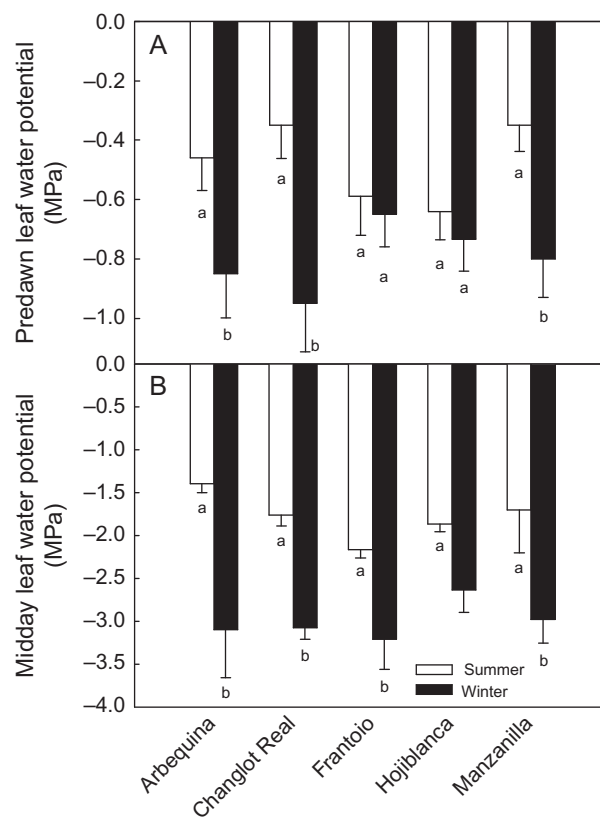 0.0
A
–0.2
–0.4
–0.6
–0.8
–1.0
Predawn leaf water potential
(MPa)
a
b
a
b
a
a
a
a
a
b
0.0
B
–0.5
–1.0
–1.5
–2.0
–2.5
–3.0
–3.5
–4.0
Midday leaf water potential
(MPa)
a
b
a
b
a
b
a
a
b
Summer
Winter
Arbequina
Changlot Real
Frantoio
Hojiblanca
Manzanilla